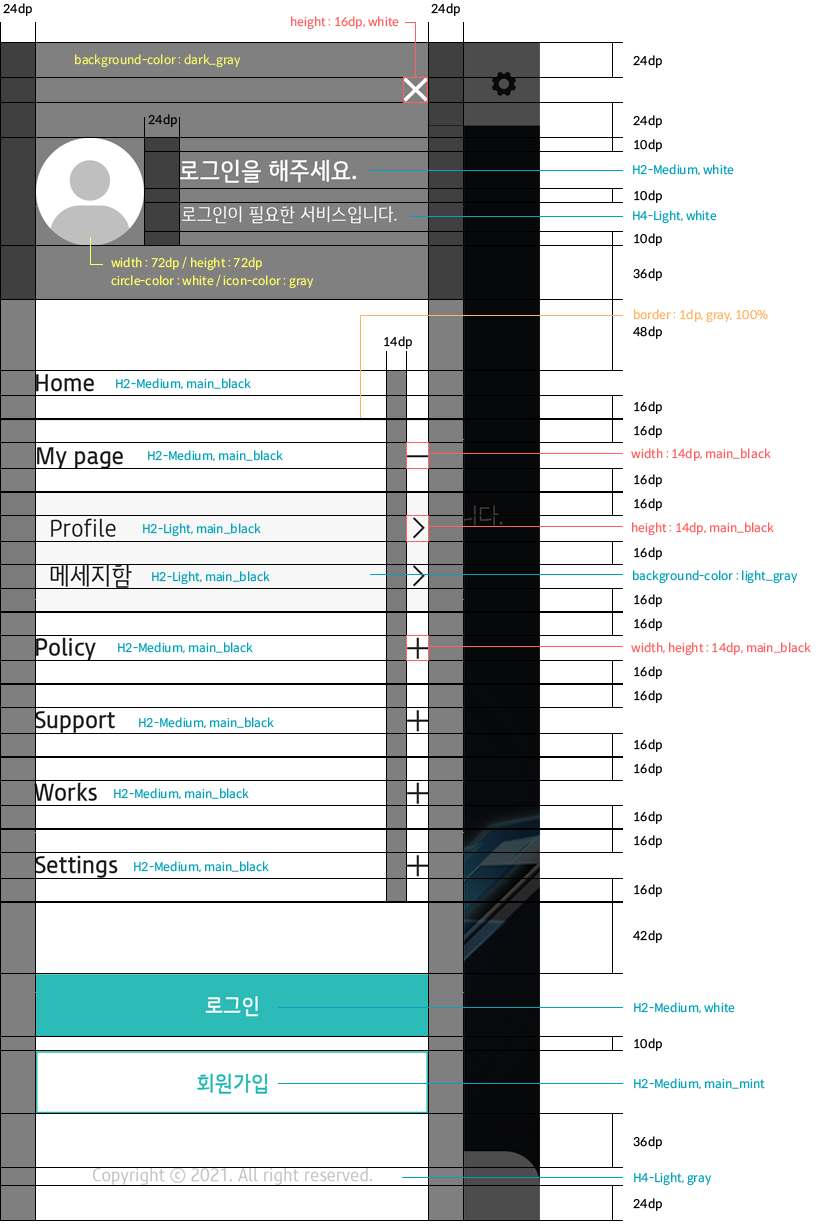 24dp
24dp
height : 16dp, white
background-color : dark_gray
24dp
24dp
24dp
10dp
로그인을 해주세요.
H2-Medium, white
10dp
로그인이 필요한 서비스입니다.
H4-Light, white
10dp
width : 72dp / height : 72dp
circle-color : white / icon-color : gray
36dp
border : 1dp, gray, 100%
48dp
14dp
Home
H2-Medium, main_black
16dp
16dp
My page
H2-Medium, main_black
width : 14dp, main_black
16dp
16dp
니다.
Profile
H2-Light, main_black
height : 14dp, main_black
16dp
메세지함
H2-Light, main_black
background-color : light_gray
16dp
16dp
Policy
H2-Medium, main_black
width, height : 14dp, main_black
16dp
16dp
Support
H2-Medium, main_black
16dp
16dp
Works
H2-Medium, main_black
16dp
16dp
Settings
H2-Medium, main_black
16dp
42dp
로그인
H2-Medium, white
10dp
회원가입
H2-Medium, main_mint
36dp
Copyright ⓒ 2021. All right reserved.
H4-Light, gray
24dp